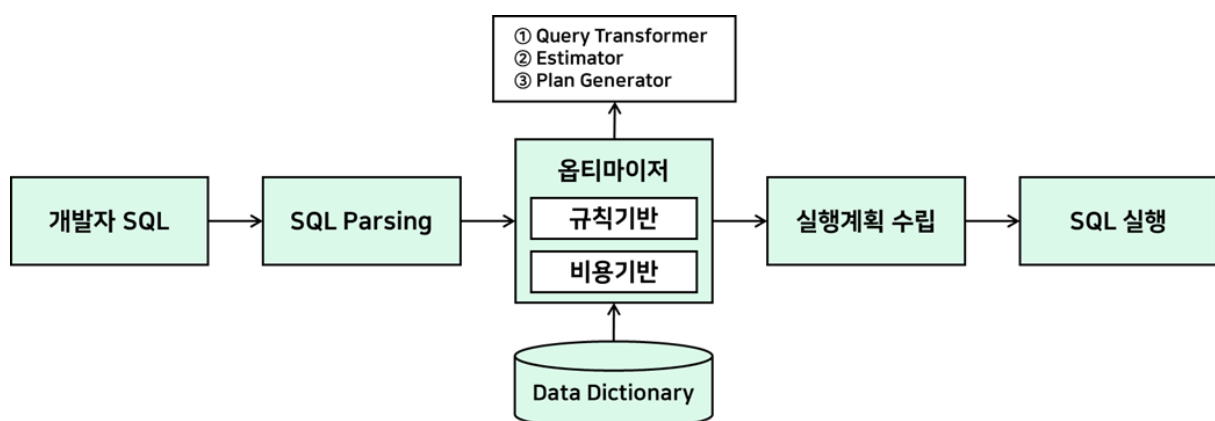 ① Query Transformer
② Estimator
③ Plan Generator
개발자 SQL
SQL Parsing
옵티마이저
규칙기반
비용기반
실행계획 수립
SQL 실행
Data Dictionary